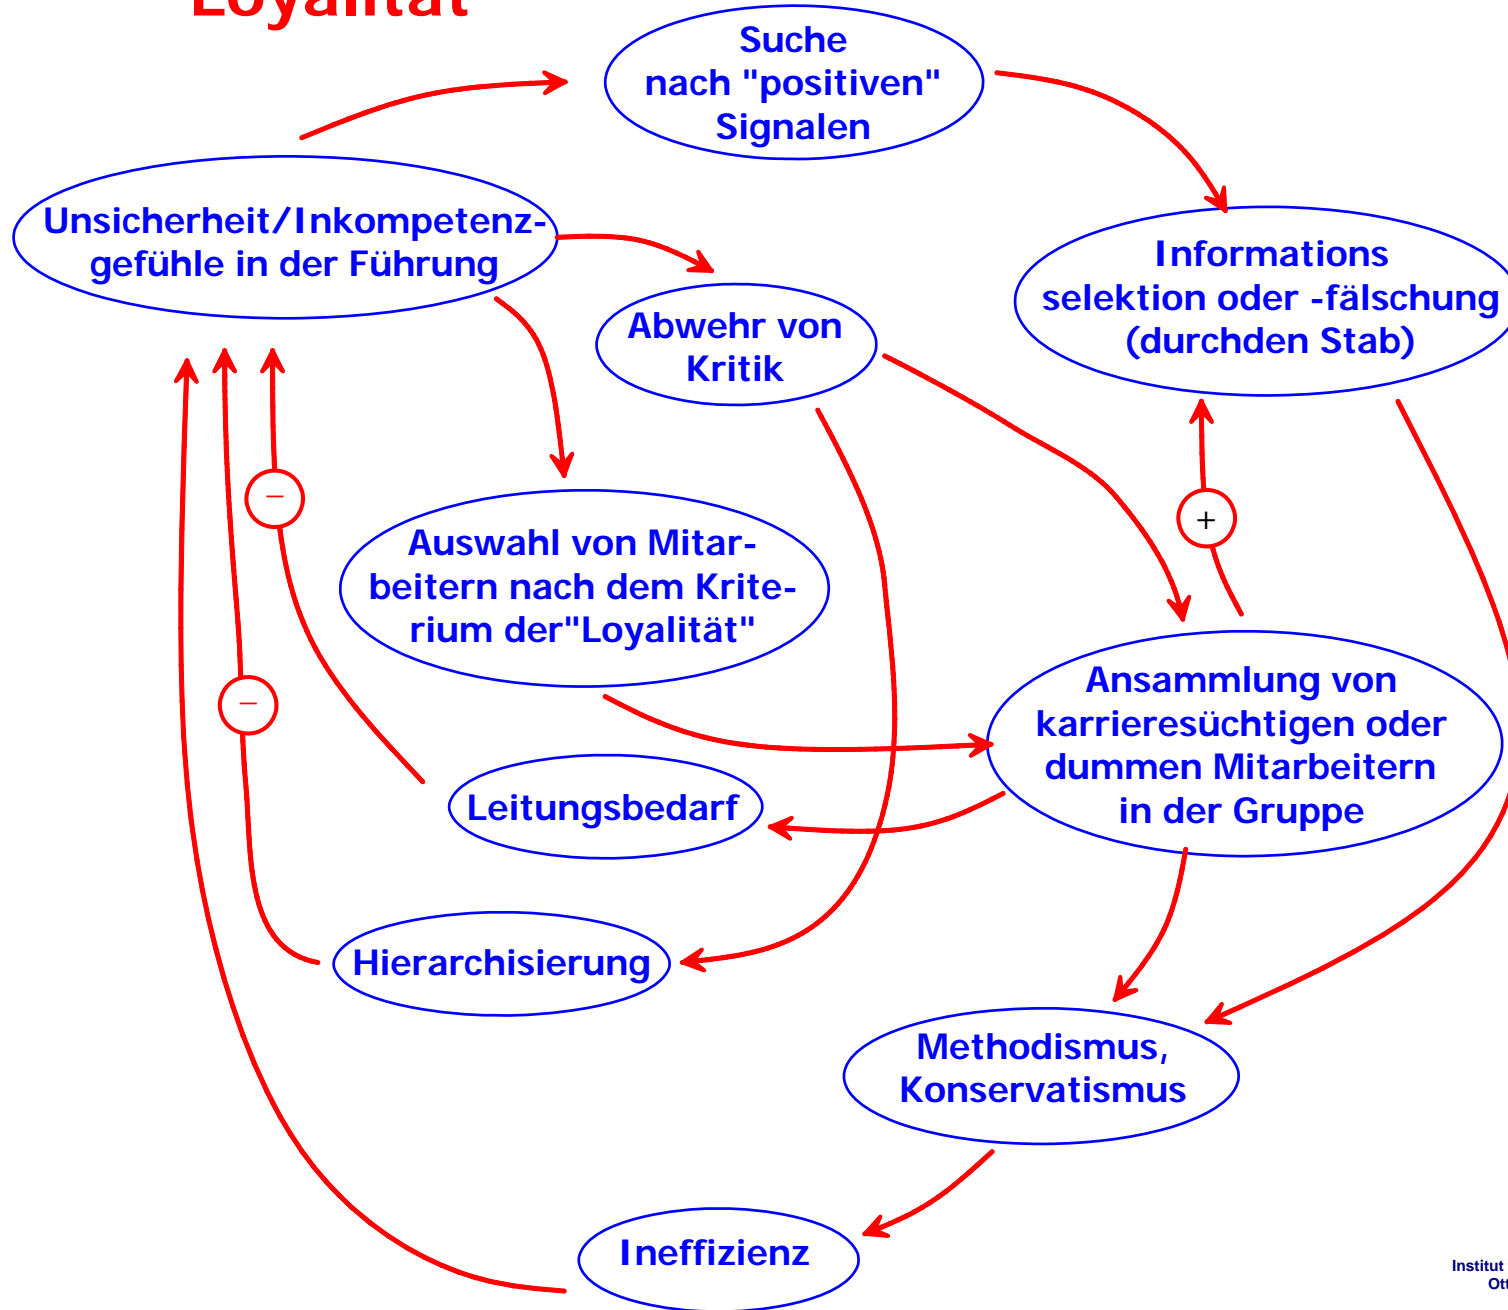 Loyalität
Suche
nach "positiven"
Signalen
Unsicherheit/Inkompetenz-
gefühle in der Führung
Informations
selektion oder -fälschung
(durchden Stab)
Abwehr von
Kritik
−
+
Auswahl von Mitar-
beitern nach dem Krite-
rium der"Loyalität"
−
Ansammlung von
karrieresüchtigen oder
dummen Mitarbeitern
in der Gruppe
Leitungsbedarf
Hierarchisierung
Methodismus,
Konservatismus
Ineffizienz
Institut